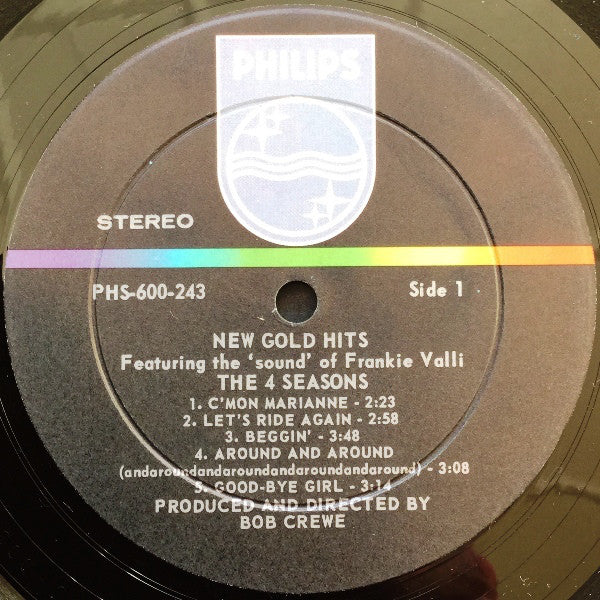 PHILIPS
STEREO
PHS-600-243 Side 1
NEW GOLD HITS
Featuring the 'sound' of Frankie Valli
THE 4 SEASONS
1. C'MON MARIANNE - 2:23
2. LET'S RIDE AGAIN - 2:58
3. BEGGIN' - 3:48
4. AROUND AND AROUND
(andaroundandaroundandaroundandaround) - 3:08
5. GOOD-BYE GIRL - 3:14
PRODUCED AND DIRECTED BY
BOB CREWE